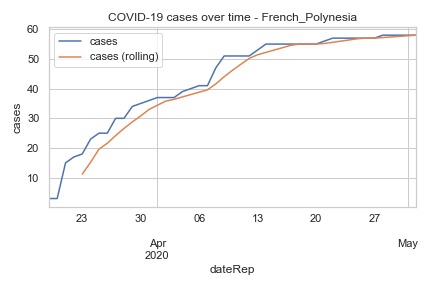 COVID-19 cases over time - French_Polynesia
cases
cases (rolling)
60
50
40
30
20
10
cases
23
30
06
13
20
27
Apr
2020
May
dateRep